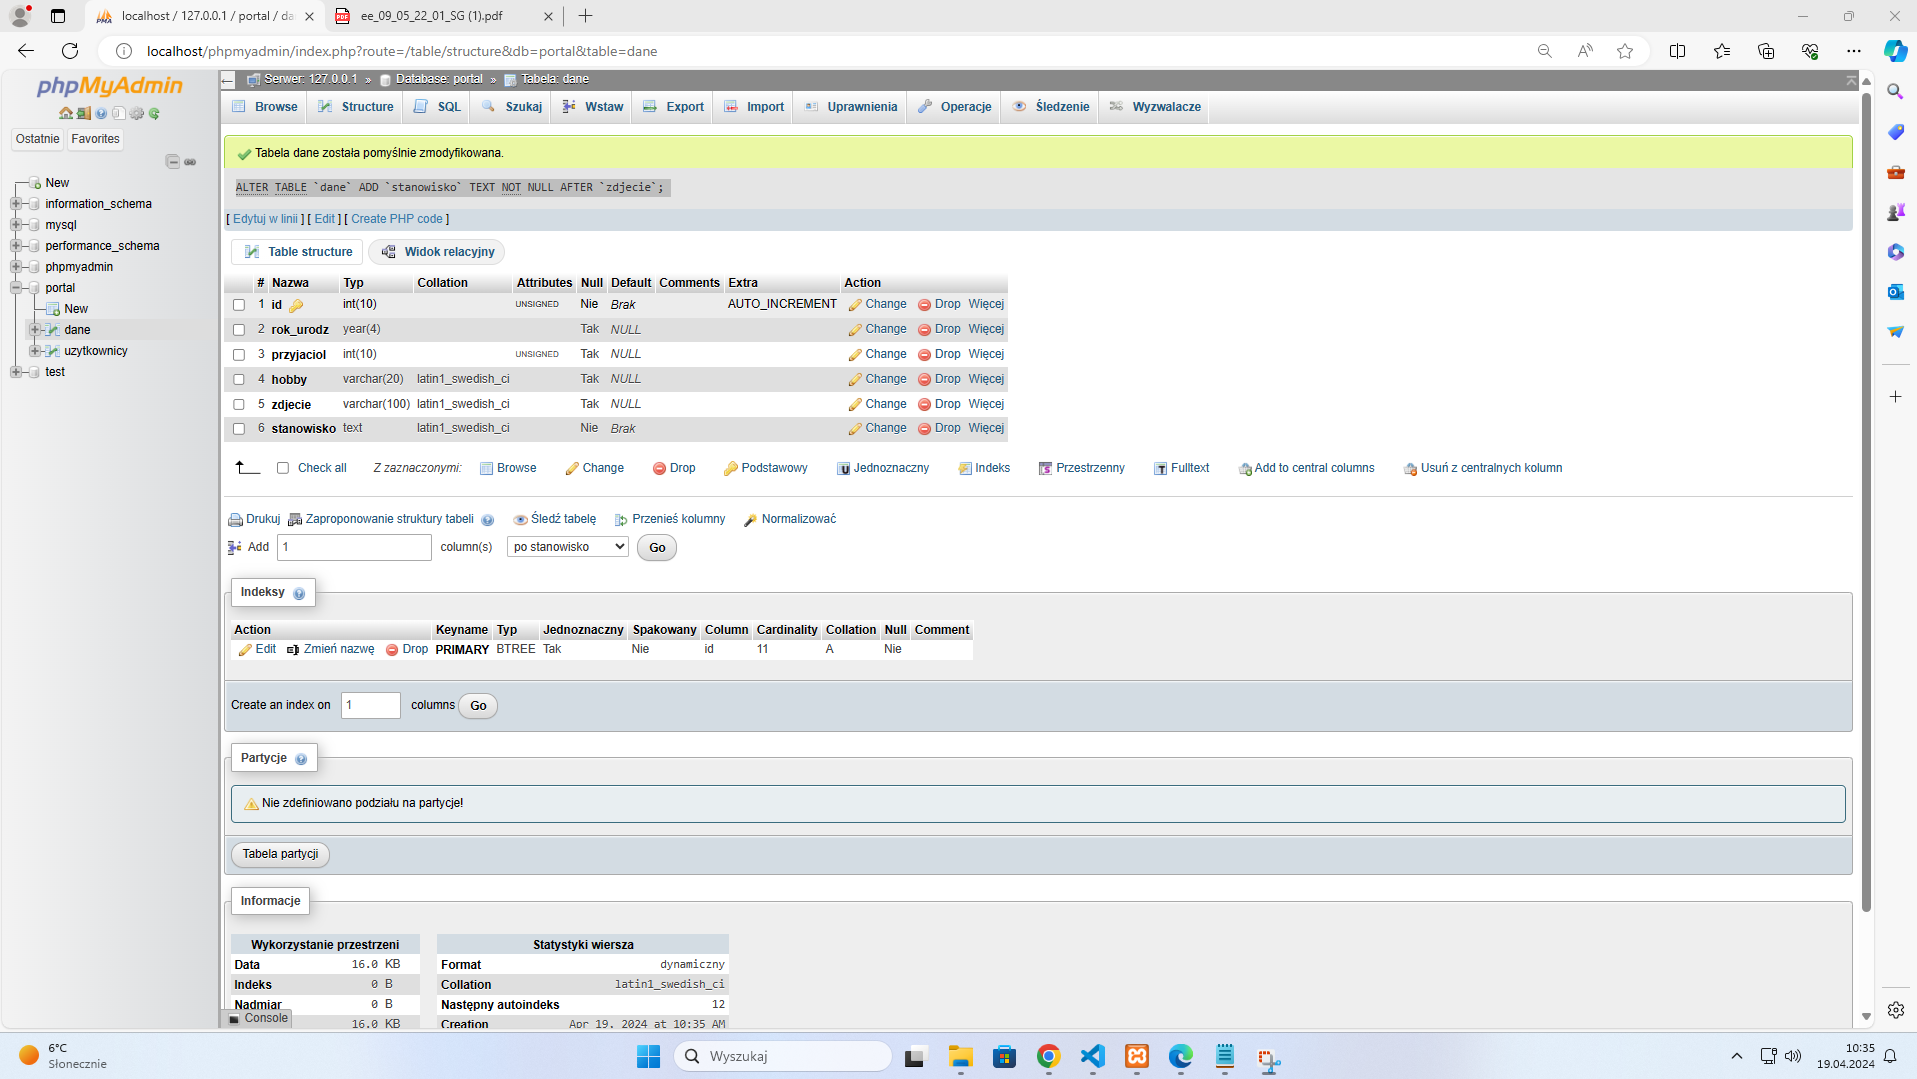 localhost / 127.0.0.1 / portal / da
ee_09_05_22_01_SG (1).pdf
localhost/phpmyadmin/index.php?route=/table/structure&db=portal&table=dane
phpMyAdmin
Ostatnie Favorites
New
information_schema
mysql
performance_schema
phpmyadmin
portal
New
dane
uzytkownicy
test
Serwer: 127.0.0.1 » Database: portal » Tabela: dane
Browse Structure SQL Szukaj Wstaw Export Import Uprawnienia Operacje Śledzenie Wyzwalacze
Tabela dane została pomyślnie zmodyfikowana.
ALTER TABLE `dane` ADD `stanowisko` TEXT NOT NULL AFTER `zdjecie`;
[ Edytuj w linii ] [ Edit ] [ Create PHP code ]
Table structure Widok relacyjny
# Nazwa Typ Collation Attributes Null Default Comments Extra Action
1 id int(10) UNSIGNED Nie Brak AUTO_INCREMENT Change Drop Więcej
2 rok_urodz year(4) Tak NULL Change Drop Więcej
3 przyjaciol int(10) UNSIGNED Tak NULL Change Drop Więcej
4 hobby varchar(20) latin1_swedish_ci Tak NULL Change Drop Więcej
5 zdjecie varchar(100) latin1_swedish_ci Tak NULL Change Drop Więcej
6 stanowisko text latin1_swedish_ci Nie Brak Change Drop Więcej
Check all Z zaznaczonymi: Browse Change Drop Podstawowy Jednoznaczny Indeks Przestrzenny Fulltext Add to central columns Usuń z centralnych kolumn
Drukuj Zaproponowanie struktury tabeli Śledź tabelę Przenieś kolumny Normalizować
Add 1 column(s) po stanowisko Go
Indeksy
Action Keyname Typ Jednoznaczny Spakowany Column Cardinality Collation Null Comment
Edit Zmień nazwę Drop PRIMARY BTREE Tak Nie id 11 A Nie
Create an index on 1 columns Go
Partycje
Nie zdefiniowano podziału na partycje!
Tabela partycji
Informacje
Wykorzystanie przestrzeni
Data 16.0 KB
Indeks 0 B
Nadmiar 0 B
16.0 KB
Statystyki wiersza
Format dynamiczny
Collation latin1_swedish_ci
Następny autoindeks 12
Creation Apr 19, 2024 at 10:35 AM
Console
6°C
Słonecznie
Wyszukaj
10:35
19.04.2024